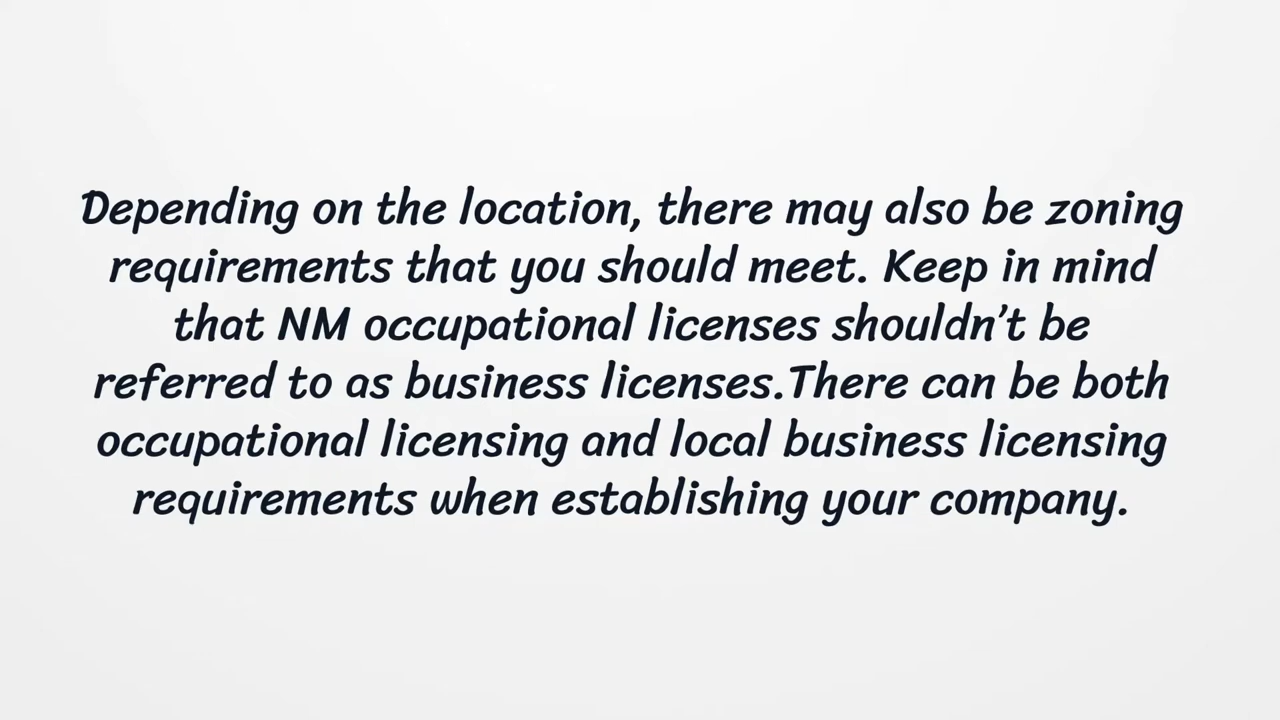 Depending on the location, there may also be zoning
requirements that you should meet. Keep in mind
that NM occupational licenses shouldn’t be
referred to as business licenses.There can be both
occupational licensing and local business licensing
requirements when establishing your company.